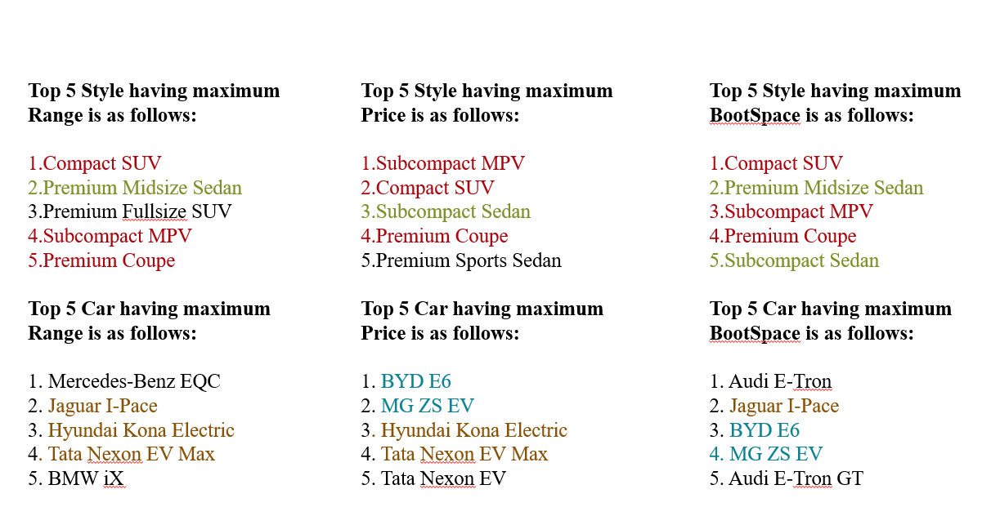 Top 5 Style having maximum
Range is as follows:
1.Compact SUV
2.Premium Midsize Sedan
3.Premium Fullsize SUV
4.Subcompact MPV
5.Premium Coupe
Top 5 Car having maximum
Range is as follows:
1. Mercedes-Benz EQC
2. Jaguar I-Pace
3. Hyundai Kona Electric
4. Tata Nexon EV Max
5. BMW iX
Top 5 Style having maximum
Price is as follows:
1.Subcompact MPV
2.Compact SUV
3.Subcompact Sedan
4.Premium Coupe
5.Premium Sports Sedan
Top 5 Car having maximum
Price is as follows:
1. BYD E6
2. MG ZS EV
3. Hyundai Kona Electric
4. Tata Nexon EV Max
5. Tata Nexon EV
Top 5 Style having maximum
BootSpace is as follows:
1.Compact SUV
2.Premium Midsize Sedan
3.Subcompact MPV
4.Premium Coupe
5.Subcompact Sedan
Top 5 Car having maximum
BootSpace is as follows:
1. Audi E-Tron
2. Jaguar I-Pace
3. BYD E6
4. MG ZS EV
5. Audi E-Tron GT